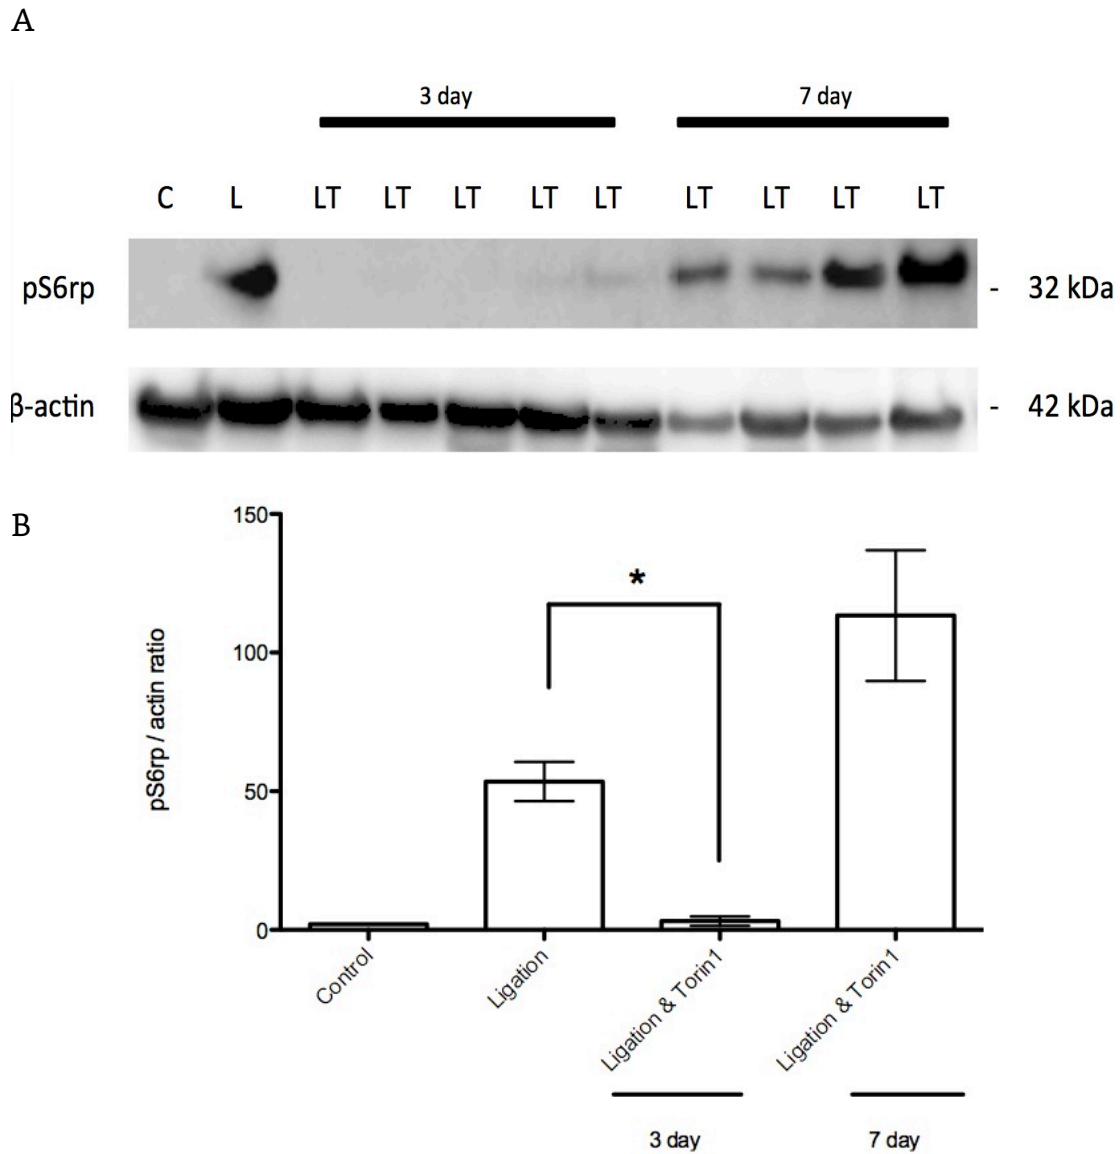 A
3 day 7 day
C L LT LT LT LT LT LT LT LT LT
pS6rp - 32 kDa
β-actin - 42 kDa
B
150
*
100
50
0
pS6rp / actin ratio
Control
Ligation
Ligation & Torin1
Ligation & Torin1
3 day
7 day